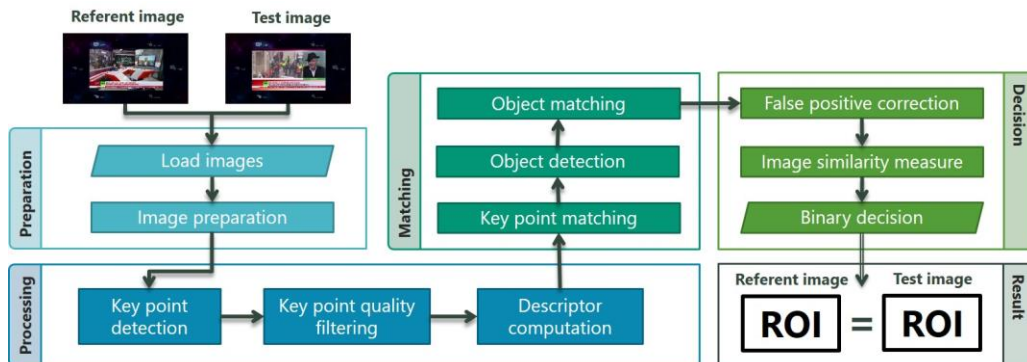 Referent image
Test image
Preparation
Load images
Image preparation
Processing
Key point
detection
Key point quality
filtering
Descriptor
computation
Matching
Object matching
Object detection
Key point matching
Decision
False positive correction
Image similarity measure
Binary decision
Result
Referent image
Test image
ROI = ROI